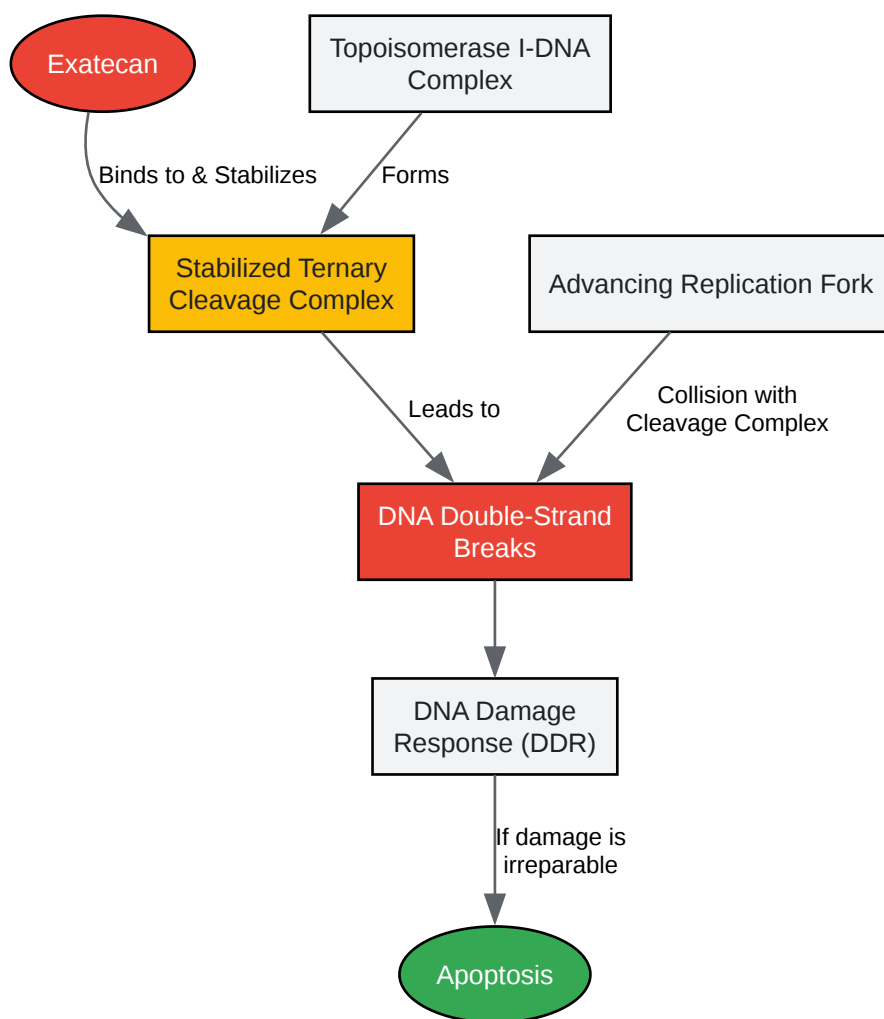 Exatecan
Topoisomerase I-DNA
Complex
Binds to & Stabilizes
Forms
Stabilized Ternary
Cleavage Complex
Advancing Replication Fork
Leads to
Collision with
Cleavage Complex
DNA Double-Strand
Breaks
DNA Damage
Response (DDR)
If damage is
irreparable
Apoptosis